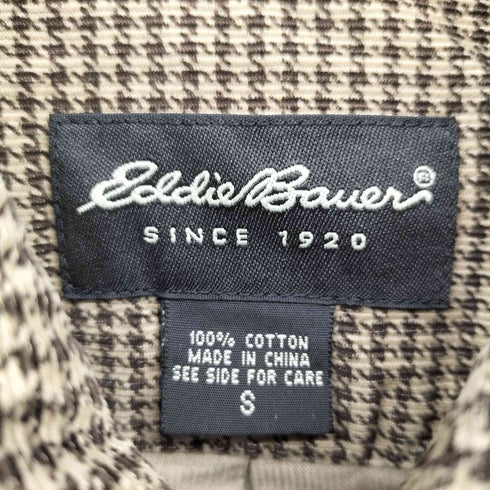 Eddie Bauer®
SINCE 1920
100% COTTON
MADE IN CHINA
SEE SIDE FOR CARE
S